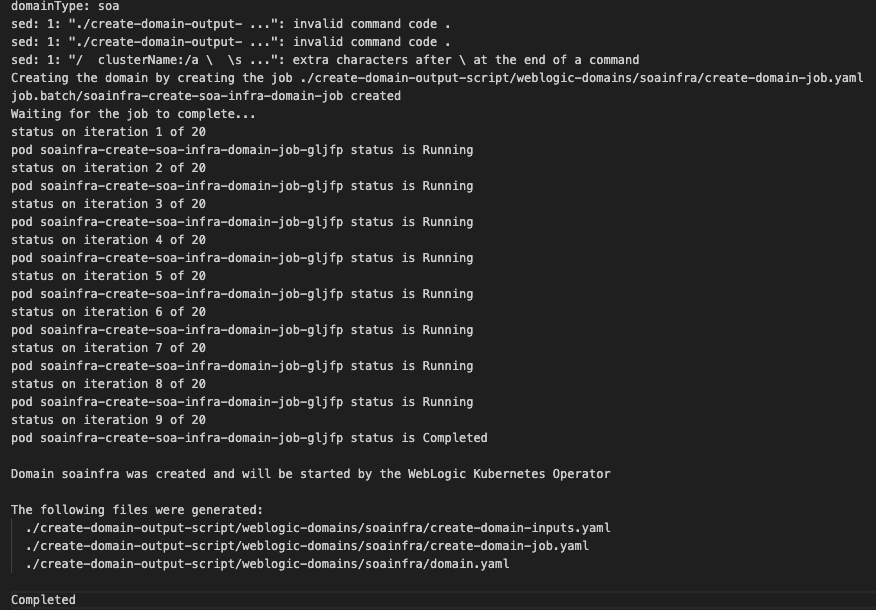 domainType: soa
sed: 1: "./create-domain-output- ...": invalid command code .
sed: 1: "./create-domain-output- ...": invalid command code .
sed: 1: "/  clusterName:/a \  \s ...": extra characters after \ at the end of a command
Creating the domain by creating the job ./create-domain-output-script/weblogic-domains/soainfra/create-domain-job.yaml
job.batch/soainfra-create-soa-infra-domain-job created
Waiting for the job to complete...
status on iteration 1 of 20
pod soainfra-create-soa-infra-domain-job-gljfp status is Running
status on iteration 2 of 20
pod soainfra-create-soa-infra-domain-job-gljfp status is Running
status on iteration 3 of 20
pod soainfra-create-soa-infra-domain-job-gljfp status is Running
status on iteration 4 of 20
pod soainfra-create-soa-infra-domain-job-gljfp status is Running
status on iteration 5 of 20
pod soainfra-create-soa-infra-domain-job-gljfp status is Running
status on iteration 6 of 20
pod soainfra-create-soa-infra-domain-job-gljfp status is Running
status on iteration 7 of 20
pod soainfra-create-soa-infra-domain-job-gljfp status is Running
status on iteration 8 of 20
pod soainfra-create-soa-infra-domain-job-gljfp status is Running
status on iteration 9 of 20
pod soainfra-create-soa-infra-domain-job-gljfp status is Completed

Domain soainfra was created and will be started by the WebLogic Kubernetes Operator

The following files were generated:
  ./create-domain-output-script/weblogic-domains/soainfra/create-domain-inputs.yaml
  ./create-domain-output-script/weblogic-domains/soainfra/create-domain-job.yaml
  ./create-domain-output-script/weblogic-domains/soainfra/domain.yaml

Completed